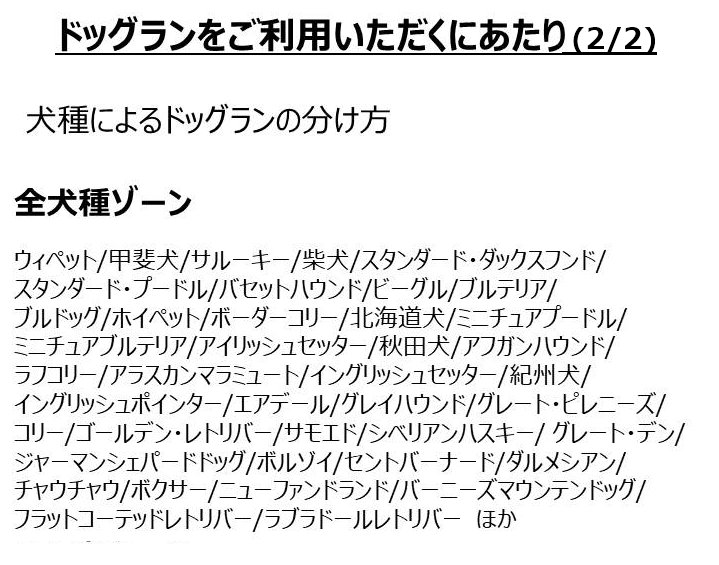 ドッグランをご利用いただくにあたり(2/2)
犬種によるドッグランの分け方
全犬種ゾーン
ウィペット/甲斐犬/サルーキー/柴犬/スタンダード・ダックスフンド/
スタンダード・プードル/バセットハウンド/ビーグル/ブルテリア/
ブルドッグ/ホイペット/ボーダーコリー/北海道犬/ミニチュアプードル/
ミニチュアブルテリア/アイリッシュセッター/秋田犬/アフガンハウンド/
ラフコリー/アラスカンマラミュート/イングリッシュセッター/紀州犬/
イングリッシュポインター/エアデール/グレイハウンド/グレート・ピレニーズ/
コリー/ゴールデン・レトリバー/サモエド/シベリアンハスキー/ グレート・デン/
ジャーマンシェパードドッグ/ボルゾイ/セントバーナード/ダルメシアン/
チャウチャウ/ボクサー/ニューファンドランド/バーニーズマウンテンドッグ/
フラットコーテッドレトリバー/ラブラドールレトリバー ほか